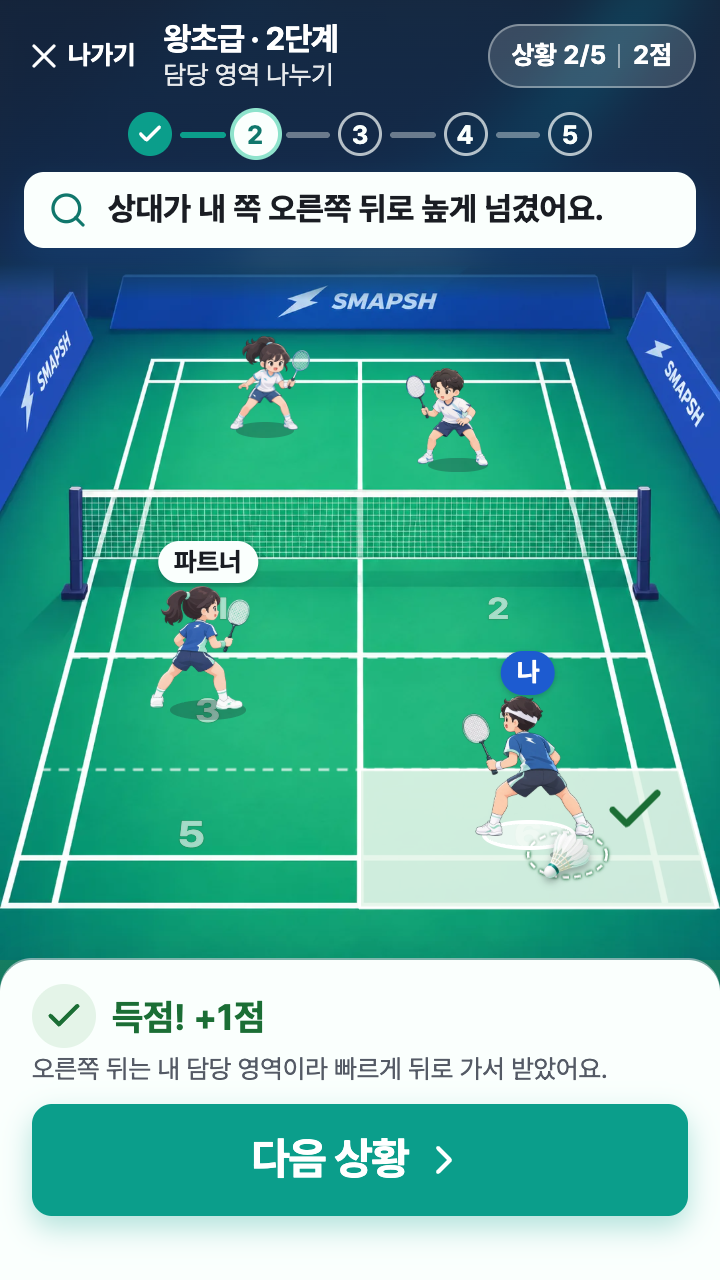 나가기
왕초급 · 2단계
담당 영역 나누기
상황 2/5 | 2점
2 3 4 5
상대가 내 쪽 오른쪽 뒤로 높게 넘겼어요.
SMAPSH
SMAPSH
SMAPSH
파트너
1
2
나
3
5
득점! +1점
오른쪽 뒤는 내 담당 영역이라 빠르게 뒤로 가서 받았어요.
다음 상황